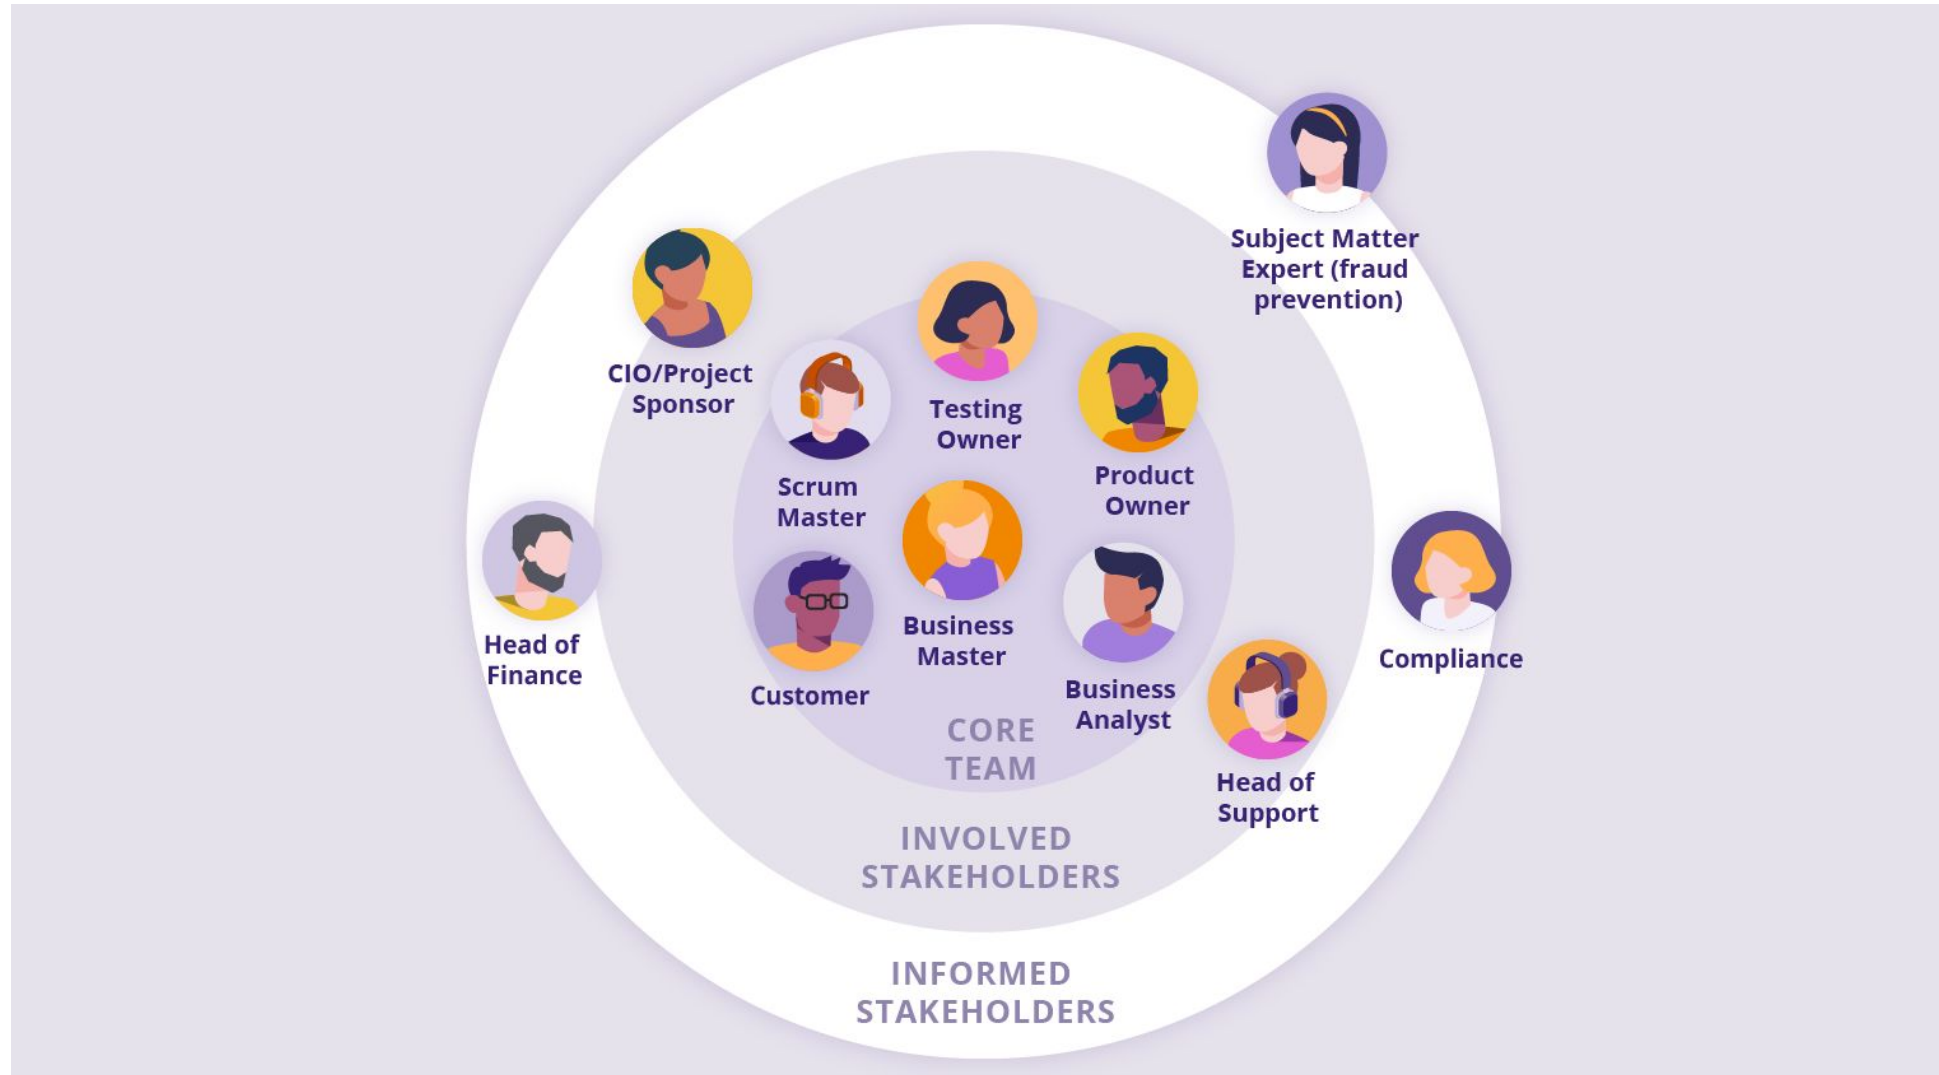 Subject Matter
Expert (fraud
prevention)
CIO/Project
Sponsor
Testing
Owner
Product
Owner
Scrum
Master
Business
Master
Customer
Business
Analyst
Head of
Finance
Compliance
Head of
Support
CORE
TEAM
INVOLVED
STAKEHOLDERS
INFORMED
STAKEHOLDERS